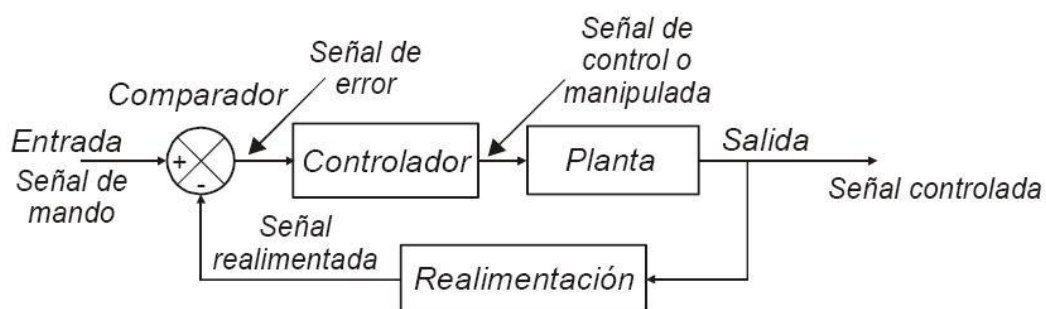 Señal de
control o
manipulada
Señal de
error
Comparador
Entrada
Señal de
mando
+
-
Controlador
Planta
Salida
Señal controlada
Señal
realimentada
Realimentación